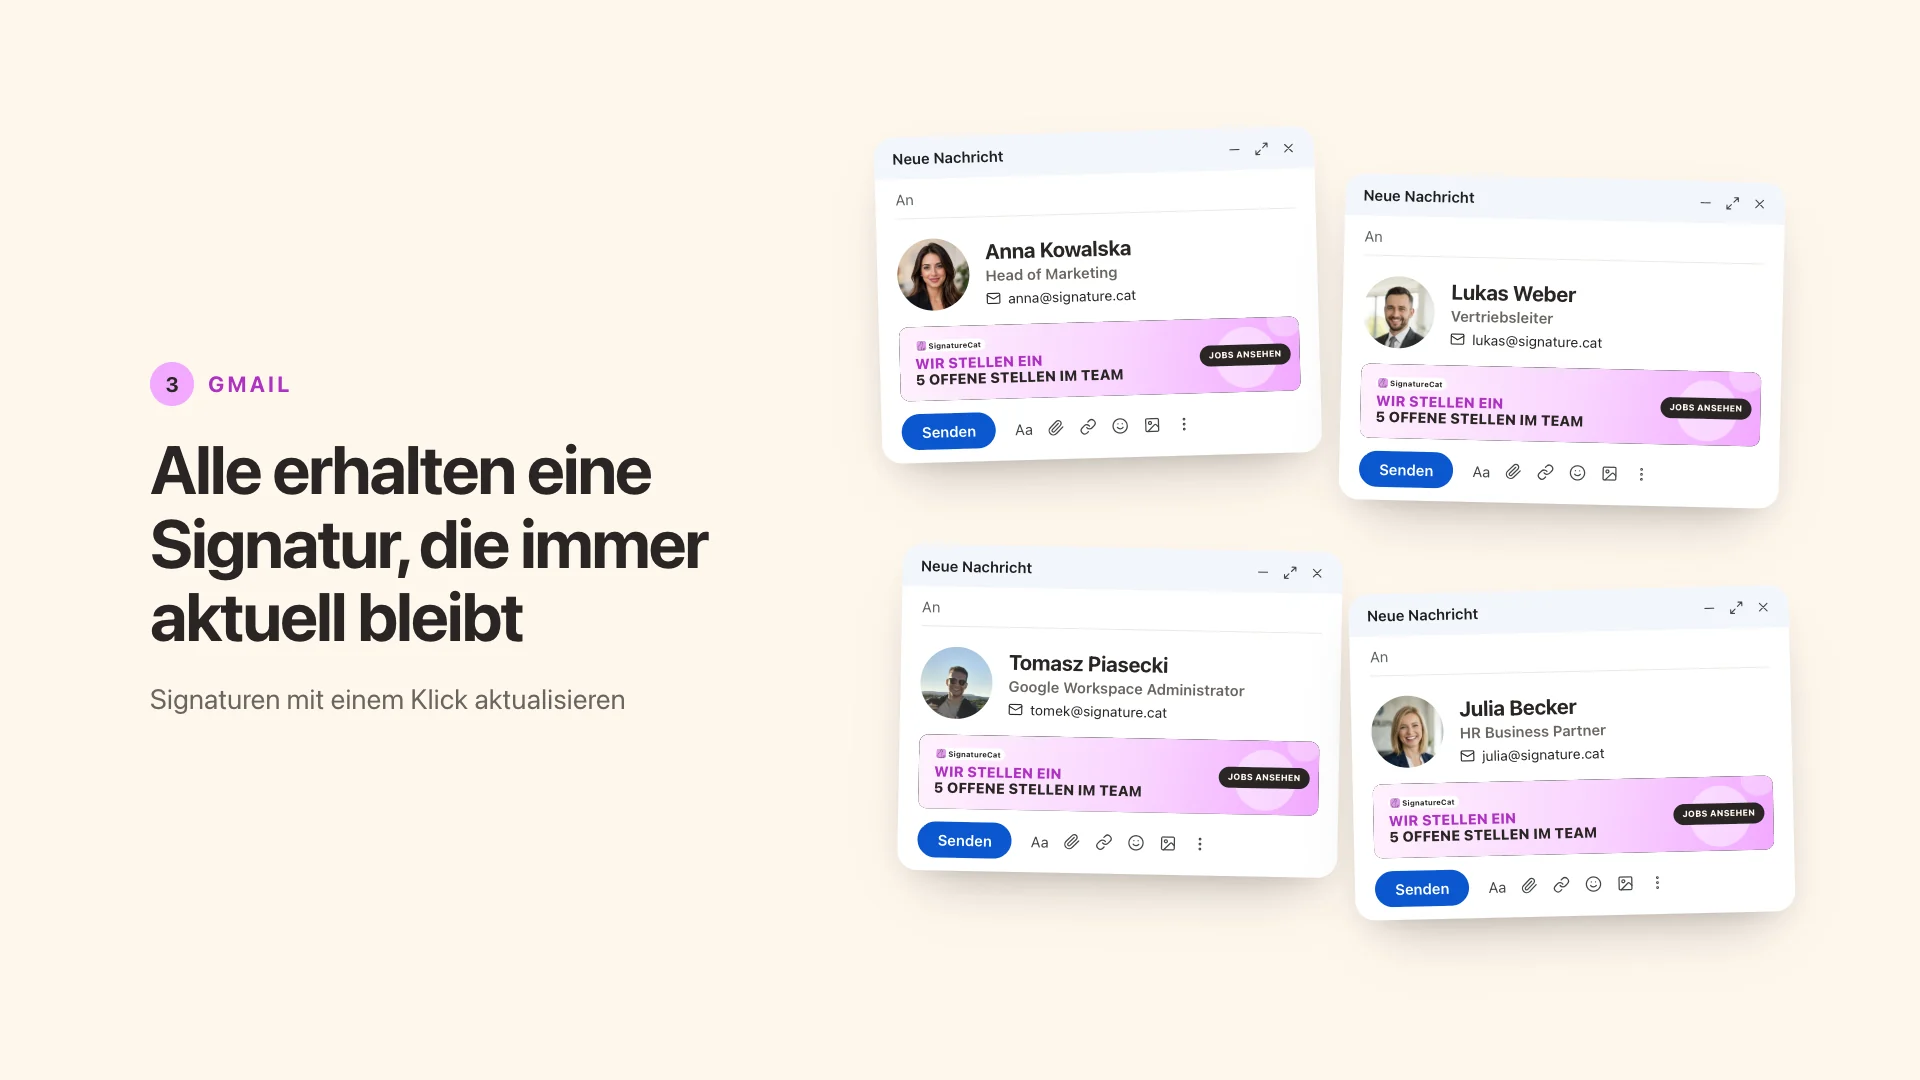 3 GMAIL
Alle erhalten eine
Signatur, die immer
aktuell bleibt
Signaturen mit einem Klick aktualisieren
Neue Nachricht
An
Anna Kowalska
Head of Marketing
anna@signature.cat
SignatureCat
WIR STELLEN EIN
5 OFFENE STELLEN IM TEAM
JOBS ANSEHEN
Senden Aa
Neue Nachricht
An
Lukas Weber
Vertriebsleiter
lukas@signature.cat
SignatureCat
WIR STELLEN EIN
5 OFFENE STELLEN IM TEAM
JOBS ANSEHEN
Senden Aa
Neue Nachricht
An
Tomasz Piasecki
Google Workspace Administrator
tomek@signature.cat
SignatureCat
WIR STELLEN EIN
5 OFFENE STELLEN IM TEAM
JOBS ANSEHEN
Senden Aa
Neue Nachricht
An
Julia Becker
HR Business Partner
julia@signature.cat
SignatureCat
WIR STELLEN EIN
5 OFFENE STELLEN IM TEAM
JOBS ANSEHEN
Senden Aa